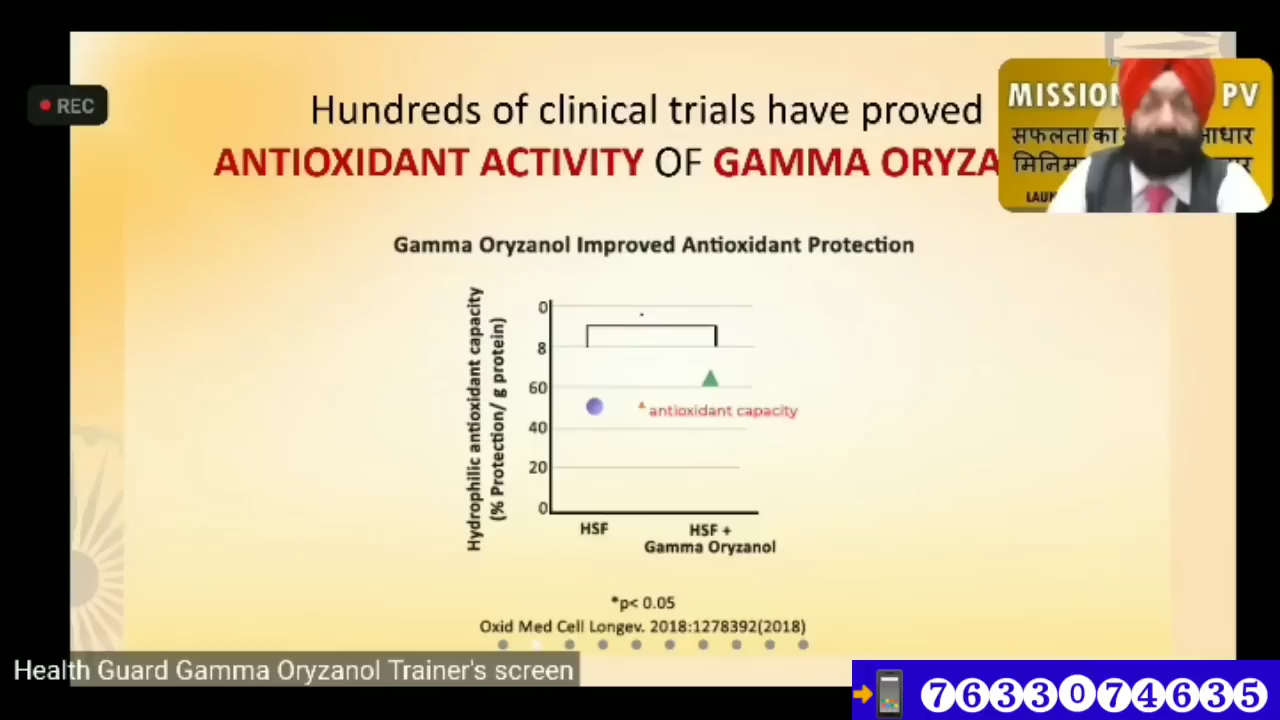 REC
Hundreds of clinical trials have proved
ANTIOXIDANT ACTIVITY OF GAMMA ORYZA
MISSION PV
सफलता का
LAUN
Gamma Oryzanol Improved Antioxidant Protection
Hydrophilic antioxidant capacity
(% Protection/ g protein)
0
8
60
40
20
0
antioxidant capacity
HSF
HSF +
Gamma Oryzanol
*p< 0.05
Oxid Med Cell Longev. 2018:1278392(2018)
Health Guard Gamma Oryzanol Trainer's screen
7633074635